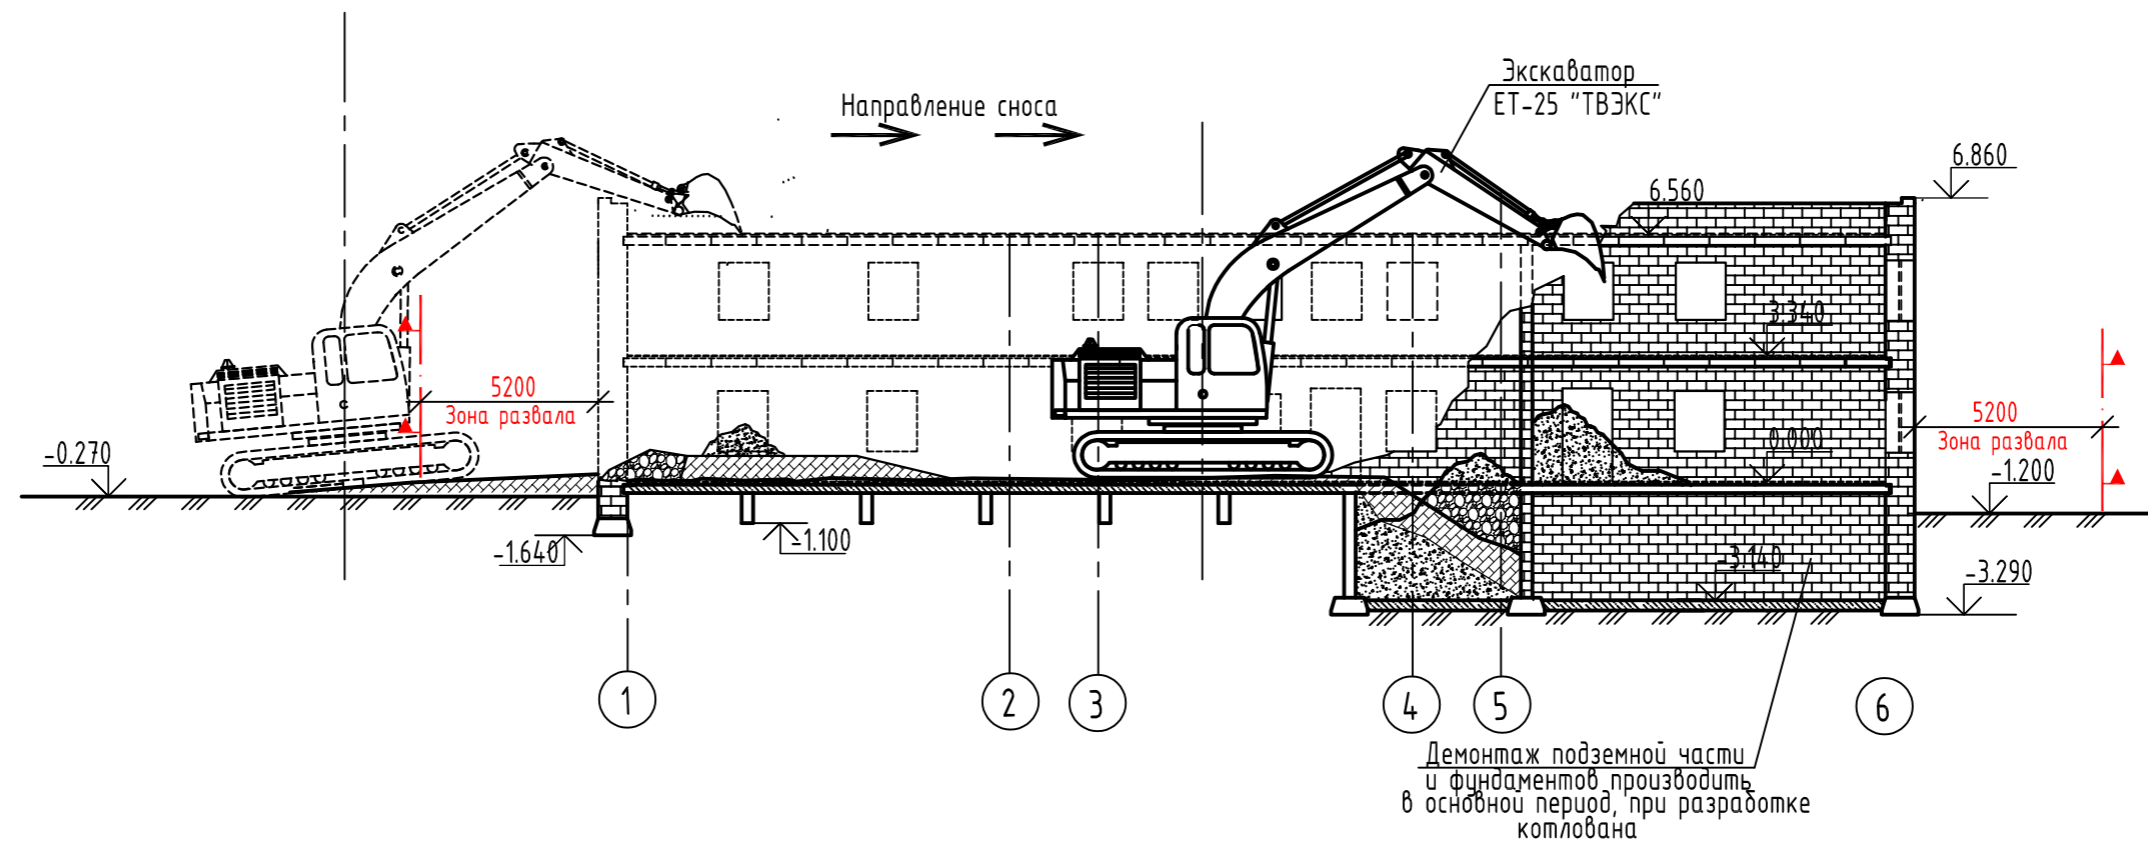 Экскаватор
ЕТ-25 "ТВЭКС"
Направление сноса
6.860
6.560
3.340
5200
Зона развала
5200
Зона развала
0.000
-0.270
-1.200
-1.640
-1.100
-3.140
-3.290
1
2
3
4
5
6
Демонтаж подземной части
и фундаментов производить
в основной период, при разработке
котлована